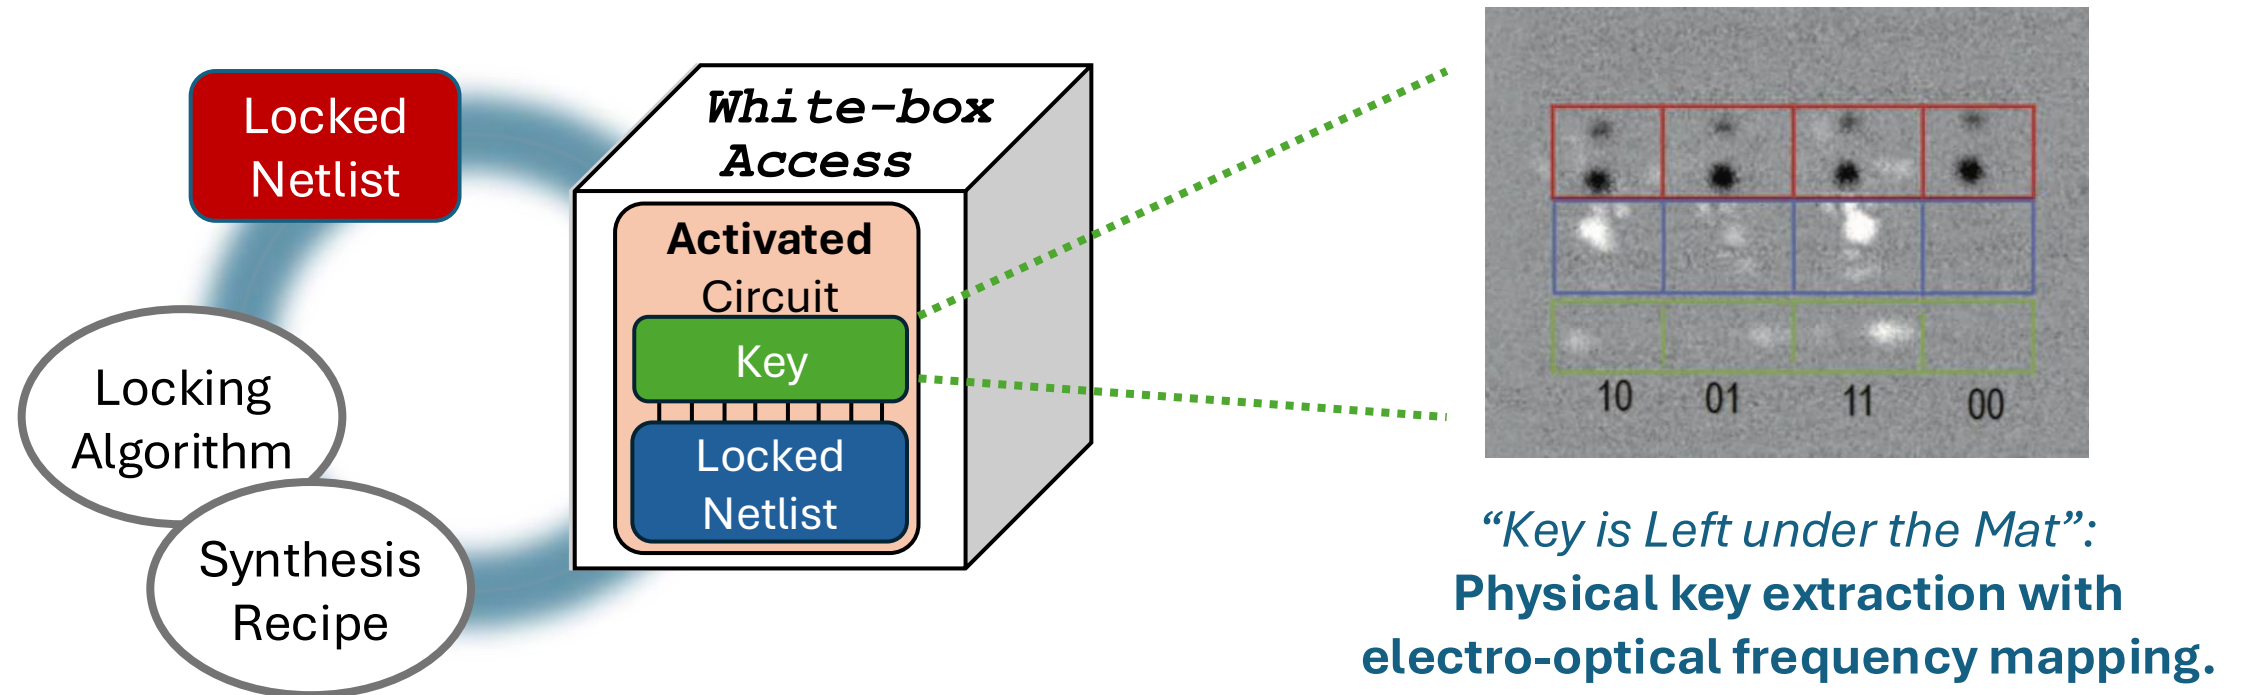 Locked
Netlist
Locking
Algorithm
Synthesis
Recipe
White-box
Access
Activated
Circuit
Key
Locked
Netlist
10 01 11 00
“Key is Left under the Mat”:
Physical key extraction with
electro-optical frequency mapping.